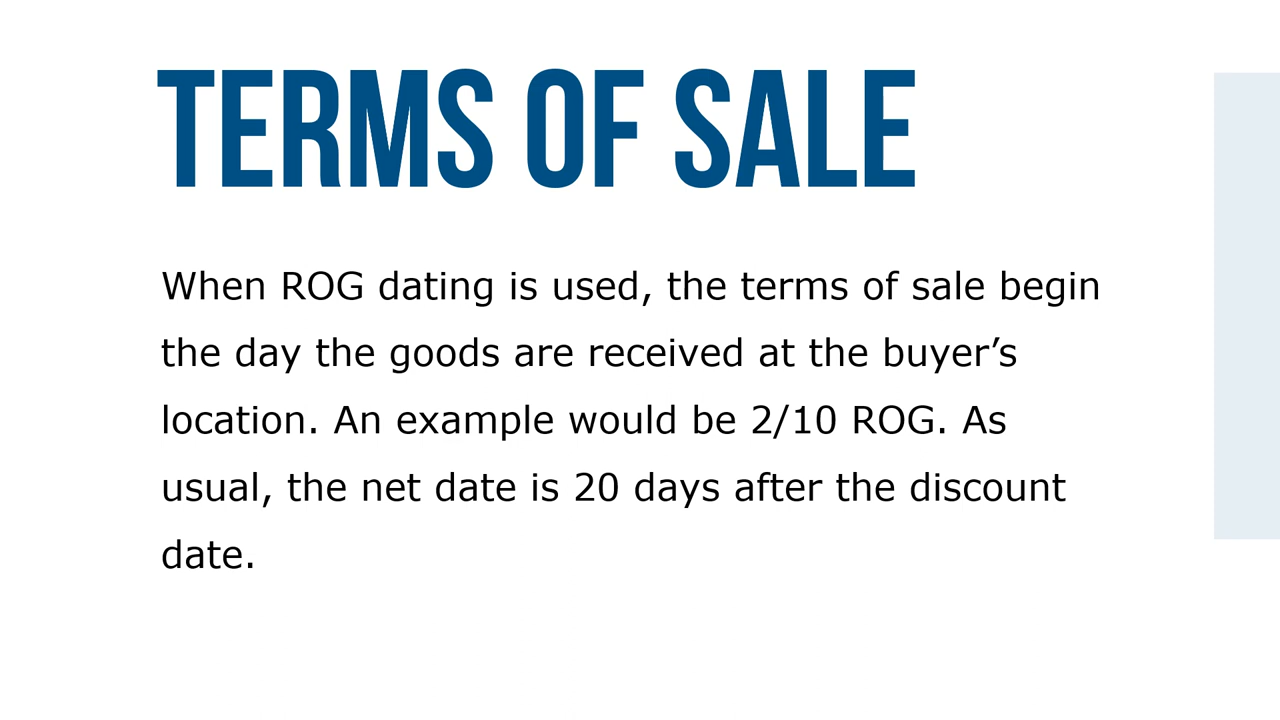 TERMS OF SALE
When ROG dating is used, the terms of sale begin
the day the goods are received at the buyer’s
location. An example would be 2/10 ROG. As
usual, the net date is 20 days after the discount
date.